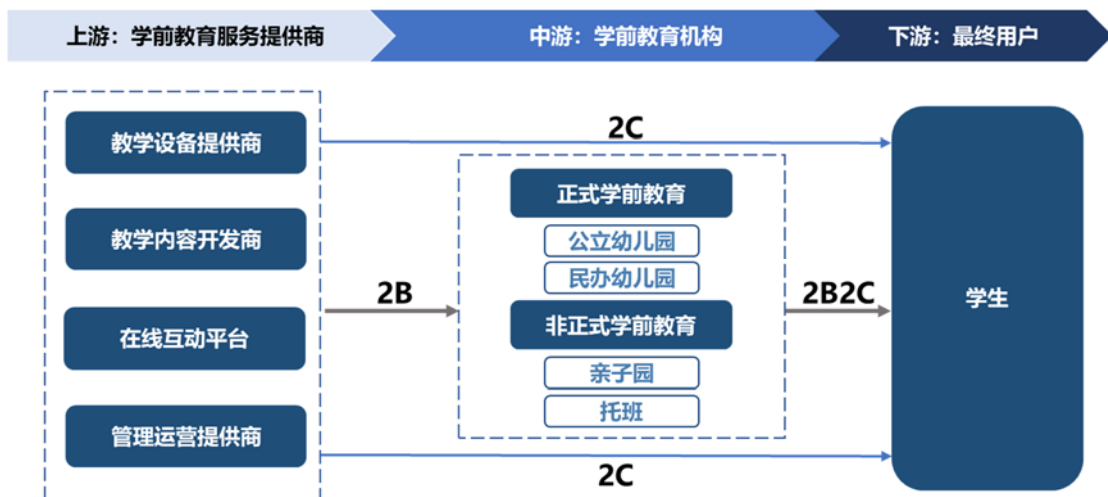 上游：学前教育服务提供商
中游：学前教育机构
下游：最终用户
教学设备提供商
教学内容开发商
在线互动平台
管理运营提供商
2C
2B
正式学前教育
公立幼儿园
民办幼儿园
非正式学前教育
亲子园
托班
2B2C
2C
学生